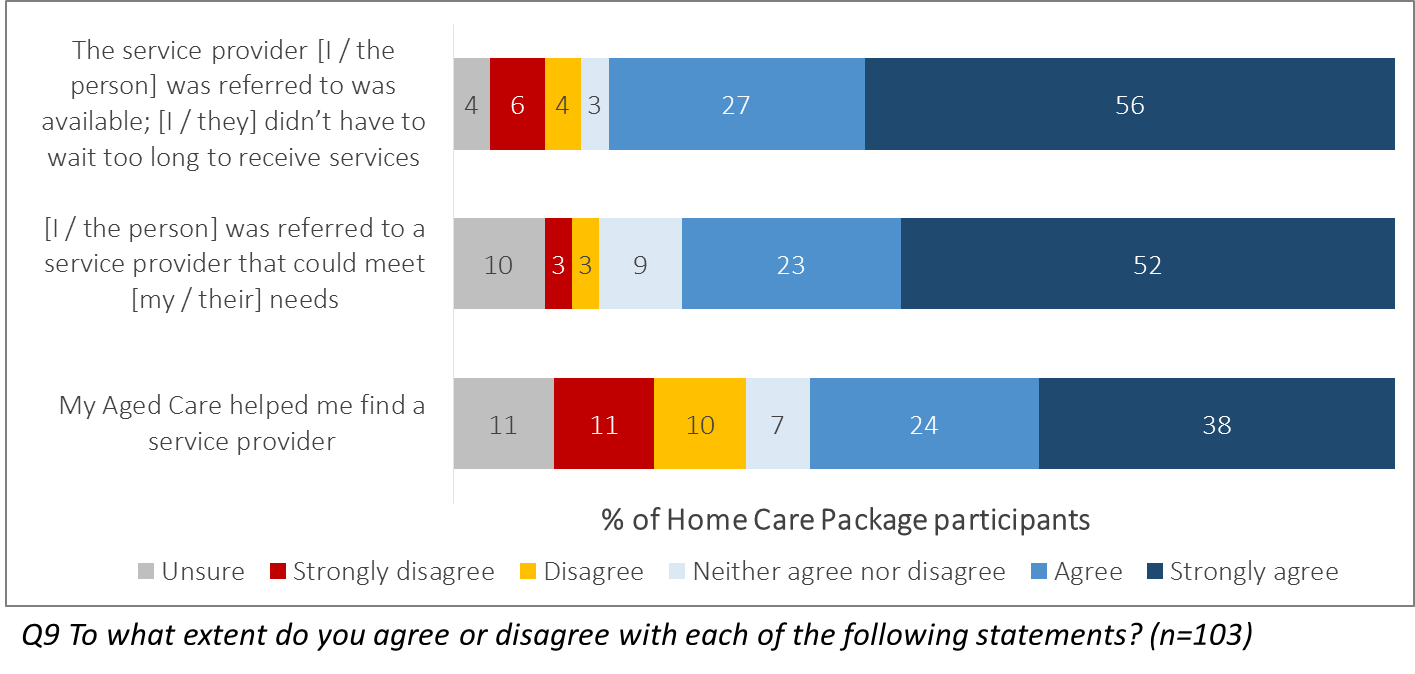 The service provider [I / the
person] was referred to was
available; [I / they] didn’t have to
wait too long to receive services
4 6 4 3 27 56
[I / the person] was referred to a
service provider that could meet
[my / their] needs
10 3 3 9 23 52
My Aged Care helped me find a
service provider
11 11 10 7 24 38
% of Home Care Package participants
Unsure Strongly disagree Disagree Neither agree nor disagree Agree Strongly agree
Q9 To what extent do you agree or disagree with each of the following statements? (n=103)